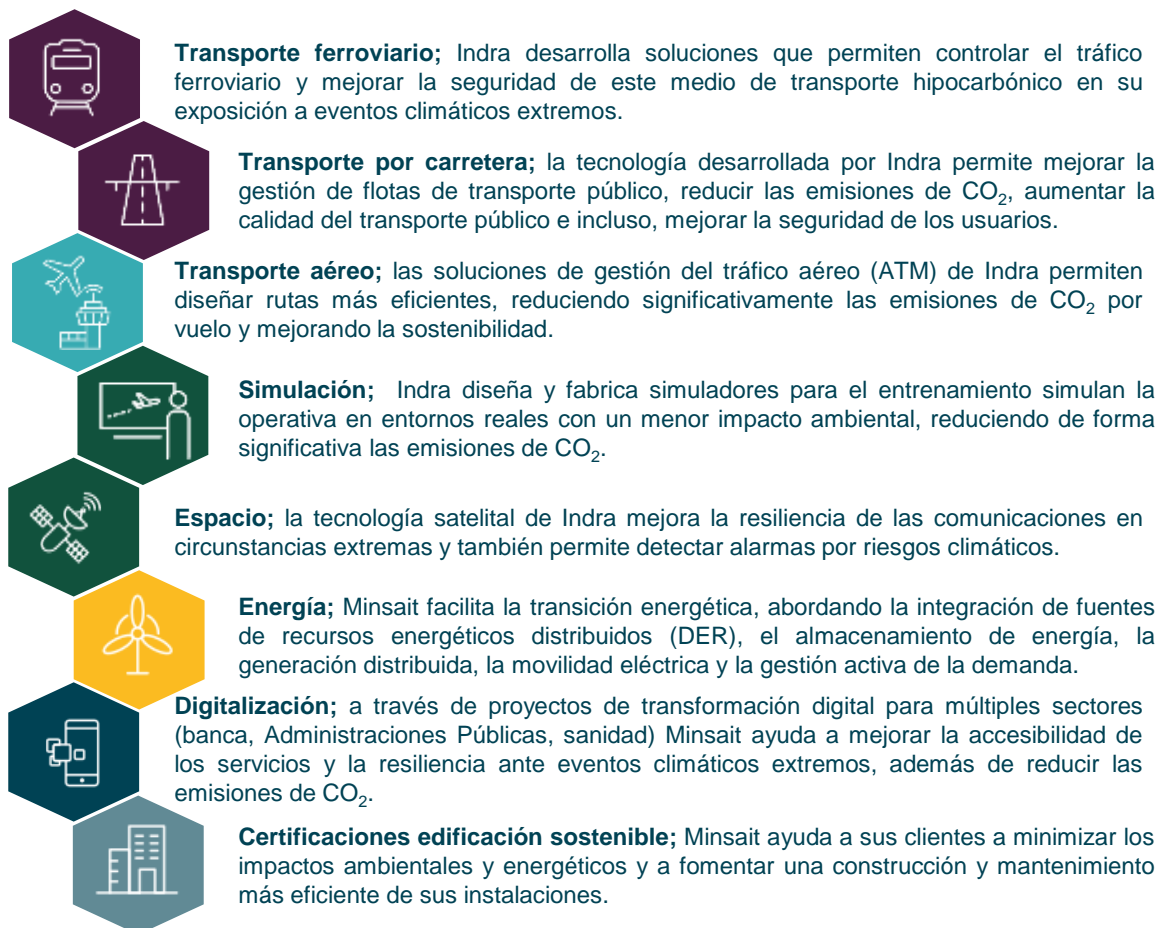 Transporte ferroviario; Indra desarrolla soluciones que permiten controlar el tráfico
ferroviario y mejorar la seguridad de este medio de transporte hipocarbónico en su
exposición a eventos climáticos extremos.
Transporte por carretera; la tecnología desarrollada por Indra permite mejorar la
gestión de flotas de transporte público, reducir las emisiones de CO₂, aumentar la
calidad del transporte público e incluso, mejorar la seguridad de los usuarios.
Transporte aéreo; las soluciones de gestión del tráfico aéreo (ATM) de Indra permiten
diseñar rutas más eficientes, reduciendo significativamente las emisiones de CO₂ por
vuelo y mejorando la sostenibilidad.
Simulación; Indra diseña y fabrica simuladores para el entrenamiento simulan la
operativa en entornos reales con un menor impacto ambiental, reduciendo de forma
significativa las emisiones de CO₂.
Espacio; la tecnología satelital de Indra mejora la resiliencia de las comunicaciones en
circunstancias extremas y también permite detectar alarmas por riesgos climáticos.
Energía; Minsait facilita la transición energética, abordando la integración de fuentes
de recursos energéticos distribuidos (DER), el almacenamiento de energía, la
generación distribuida, la movilidad eléctrica y la gestión activa de la demanda.
Digitalización; a través de proyectos de transformación digital para múltiples sectores
(banca, Administraciones Públicas, sanidad) Minsait ayuda a mejorar la accesibilidad de
los servicios y la resiliencia ante eventos climáticos extremos, además de reducir las
emisiones de CO₂.
Certificaciones edificación sostenible; Minsait ayuda a sus clientes a minimizar los
impactos ambientales y energéticos y a fomentar una construcción y mantenimiento
más eficiente de sus instalaciones.